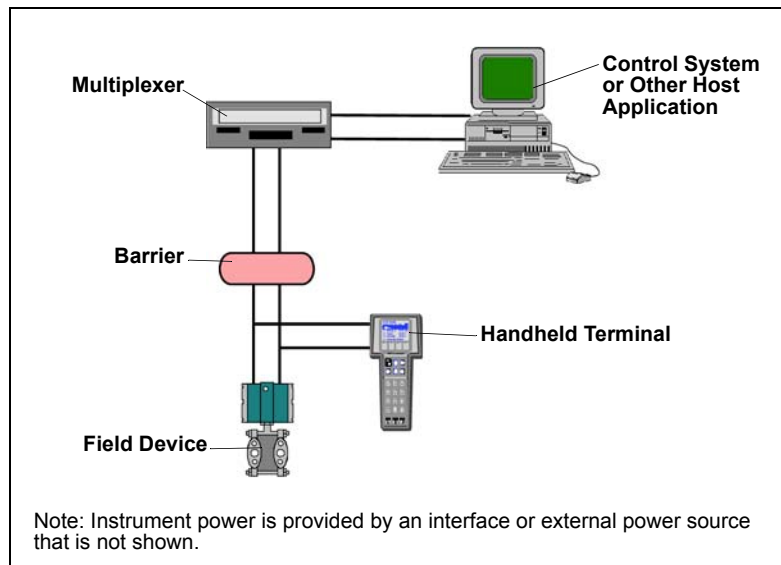 Multiplexer
Control System
or Other Host
Application
Barrier
Handheld Terminal
Field Device
Note: Instrument power is provided by an interface or external power source
that is not shown.